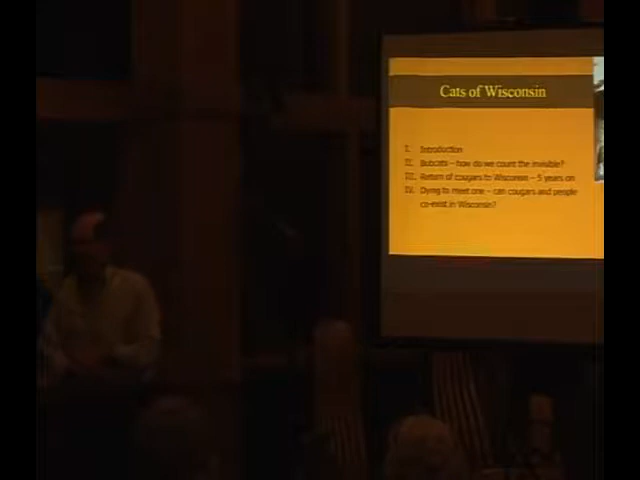 Cats of Wisconsin
I. Introduction
II. Bobcats – how do we count the invisible?
III. Return of cougars to Wisconsin – 5 years on
IV. Dying to meet one – can cougars and people
co-exist in Wisconsin?